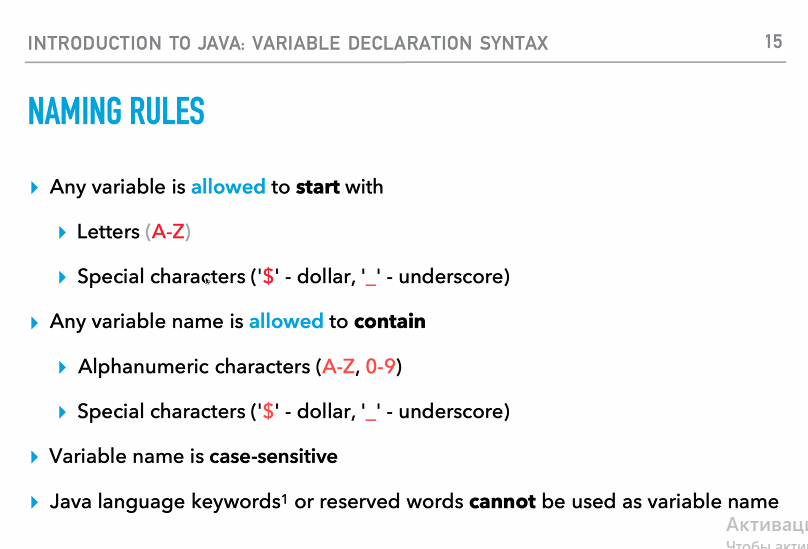 INTRODUCTION TO JAVA: VARIABLE DECLARATION SYNTAX 15
NAMING RULES
Any variable is allowed to start with
Letters (A-Z)
Special characters ('$' - dollar, '_' - underscore)
Any variable name is allowed to contain
Alphanumeric characters (A-Z, 0-9)
Special characters ('$' - dollar, '_' - underscore)
Variable name is case-sensitive
Java language keywords¹ or reserved words cannot be used as variable name
Активаци
Чтобы акти